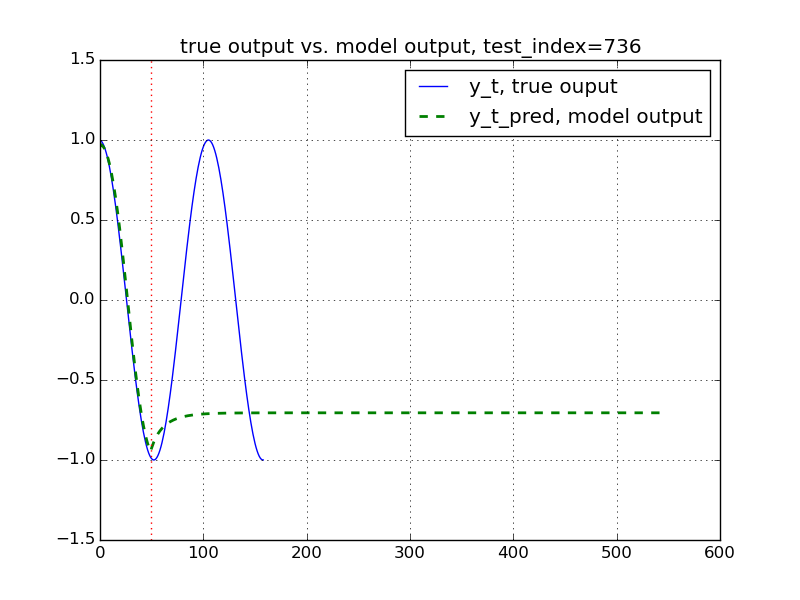 true output vs. model output, test_index=736
y_t, true ouput
y_t_pred, model output
1.5
1.0
0.5
0.0
−0.5
−1.0
−1.5
0 100 200 300 400 500 600